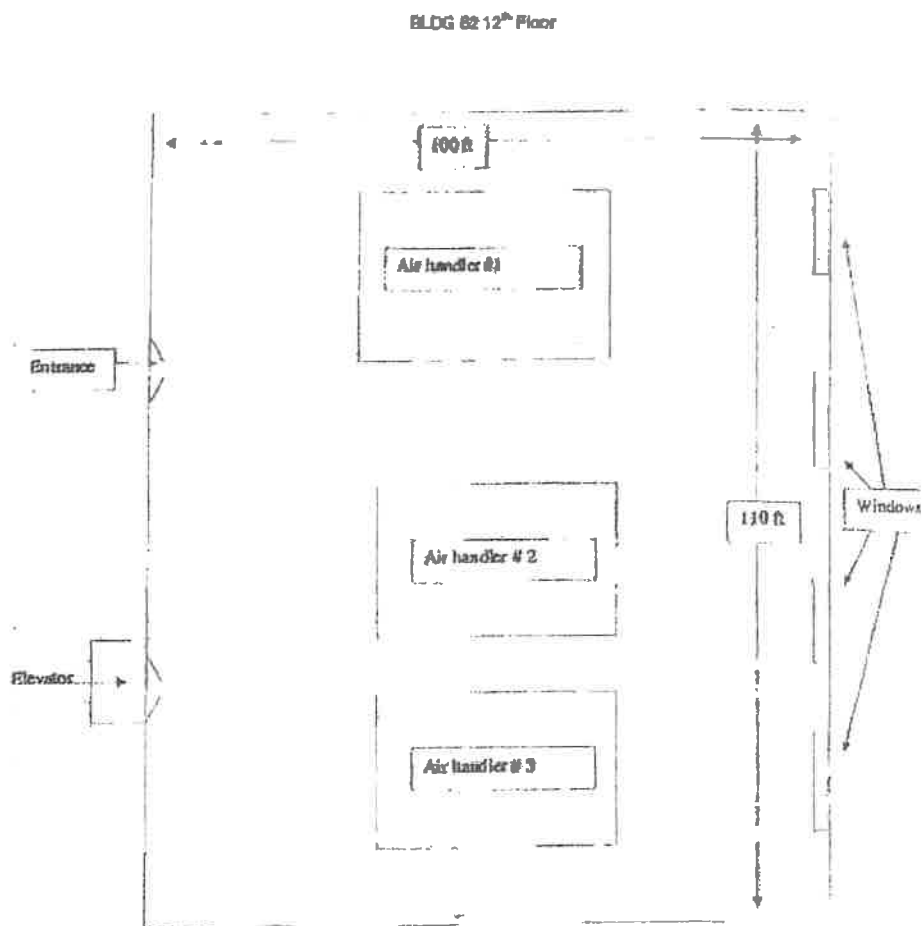 BLDG 62 12th Floor
100 ft
Air handler #1
Entrance
110 ft
Windows
Air handler # 2
Elevator
Air handler # 3